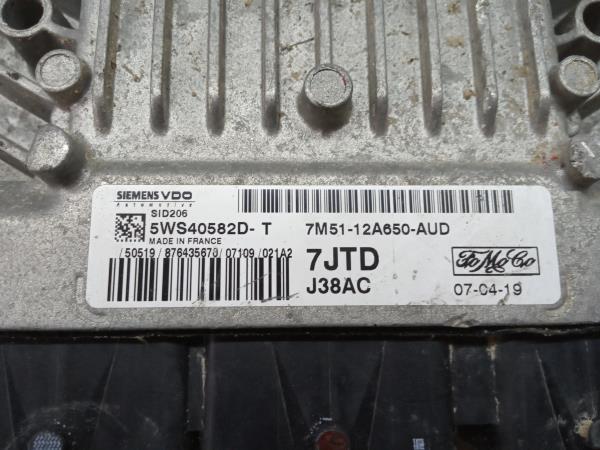 SIEMENS VDO
Automotive
SID206
5WS40582D- T
MADE IN FRANCE
/ 50519 / 876435678/ 07109 /021A2
7M51-12A650-AUD
7JTD
J38AC
FoMoCo
07-04-19